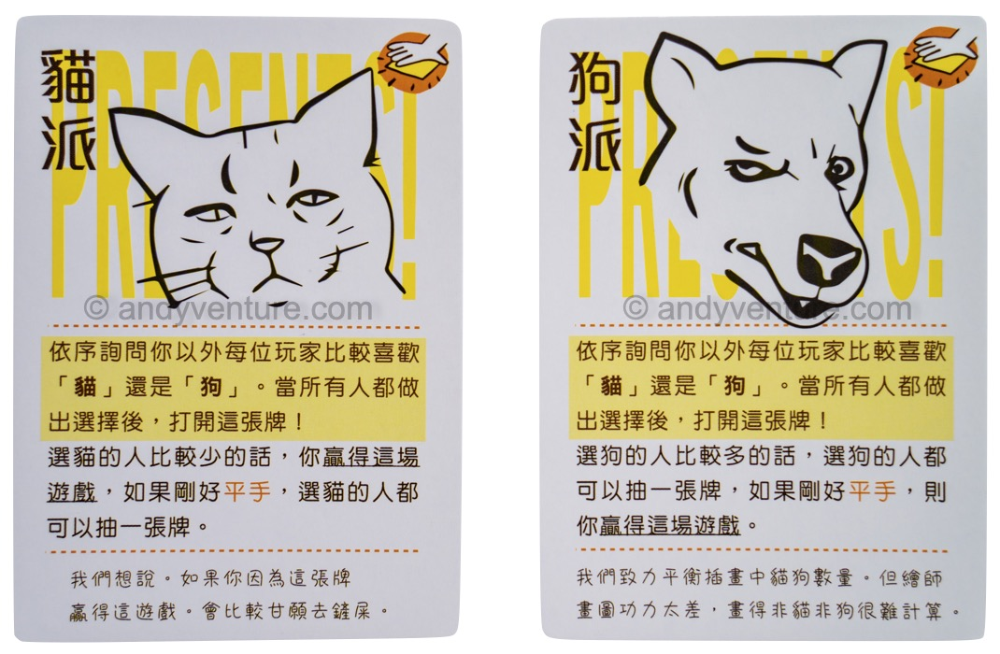 貓派
PRESENTS!
© andyventure.com
依序詢問你以外每位玩家比較喜歡
「貓」還是「狗」。當所有人都做
出選擇後，打開這張牌！
選貓的人比較少的話，你贏得這場
遊戲，如果剛好平手，選貓的人都
可以抽一張牌。
我們想說。如果你因為這張牌
贏得這遊戲。會比較甘願去鏟屎。
狗派
PRESENTS!
© andyventure.com
依序詢問你以外每位玩家比較喜歡
「貓」還是「狗」。當所有人都做
出選擇後，打開這張牌！
選狗的人比較多的話，選狗的人都
可以抽一張牌，如果剛好平手，則
你贏得這場遊戲。
我們致力平衡插畫中貓狗數量。但繪師
畫圖功力太差，畫得非貓非狗很難計算。